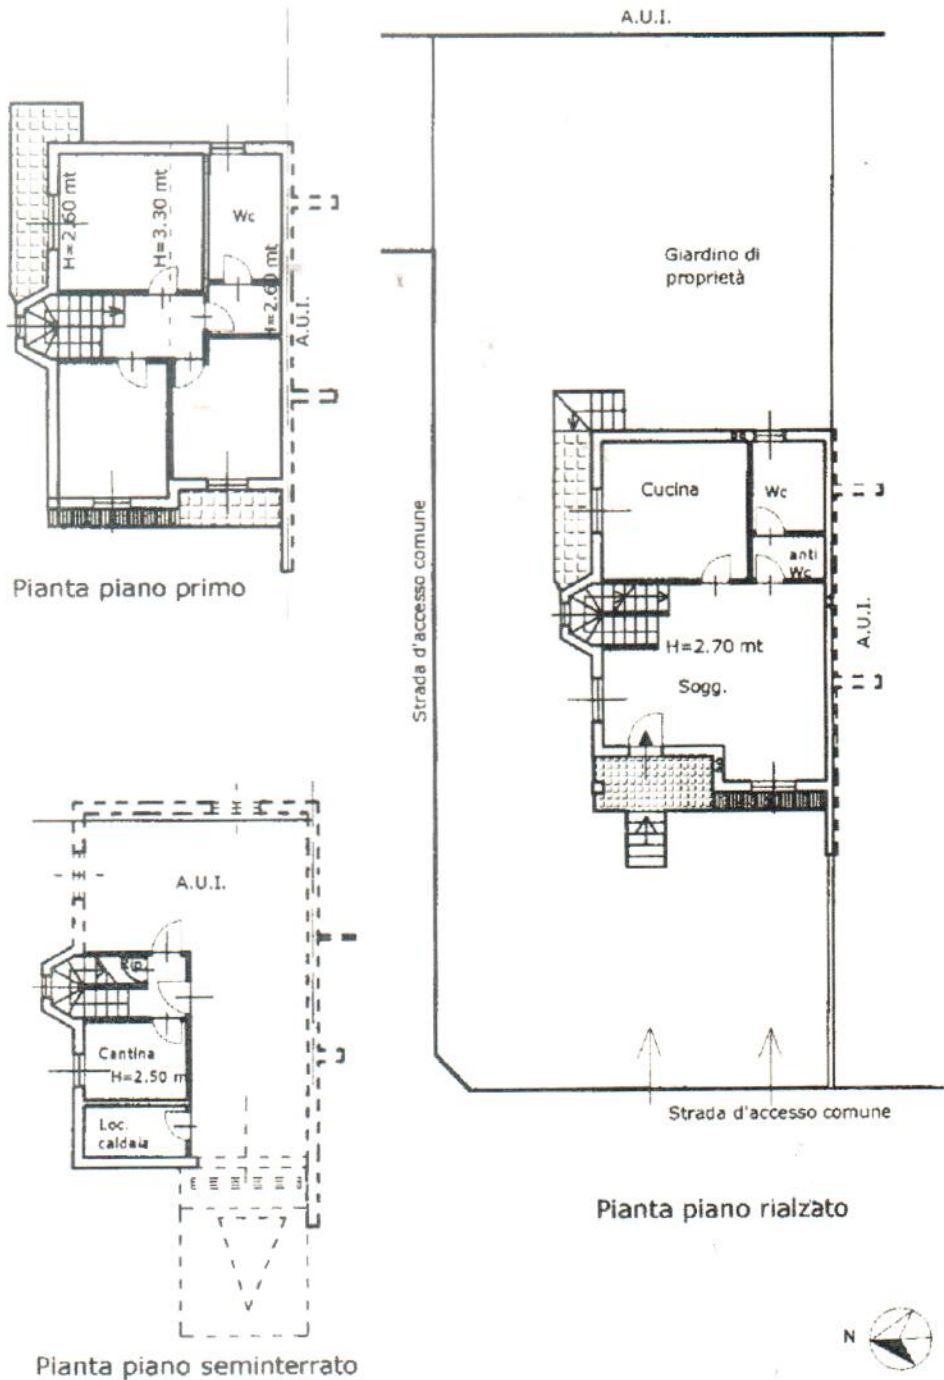 A.U.I.
H=2.60 mt
H=3.30 mt
Wc
H=2.60 mt
A.U.I.
Pianta piano primo
Giardino di
proprietà
Strada d'accesso comune
Cucina
Wc
anti
Wc
H=2.70 mt
Sogg.
A.U.I.
Strada d'accesso comune
Pianta piano rialzato
A.U.I.
Rip.
Cantina
H=2.50 m
Loc.
caldaia
Pianta piano seminterrato
N